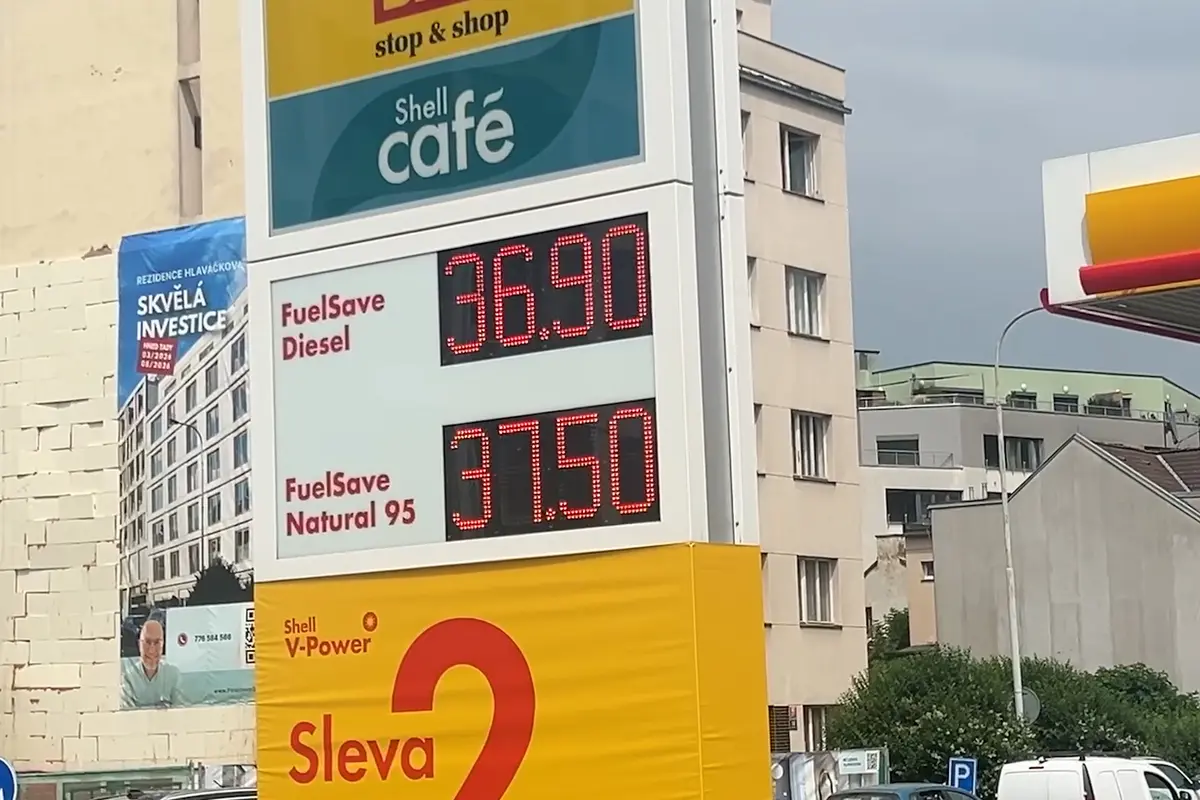 stop & shop
Shell
café
REZIDENCE HLAVÁČKOVA
SKVĚLÁ
INVESTICE
FuelSave
Diesel
36.90
FuelSave
Natural 95
37.50
Shell
V-Power
Sleva 2
P